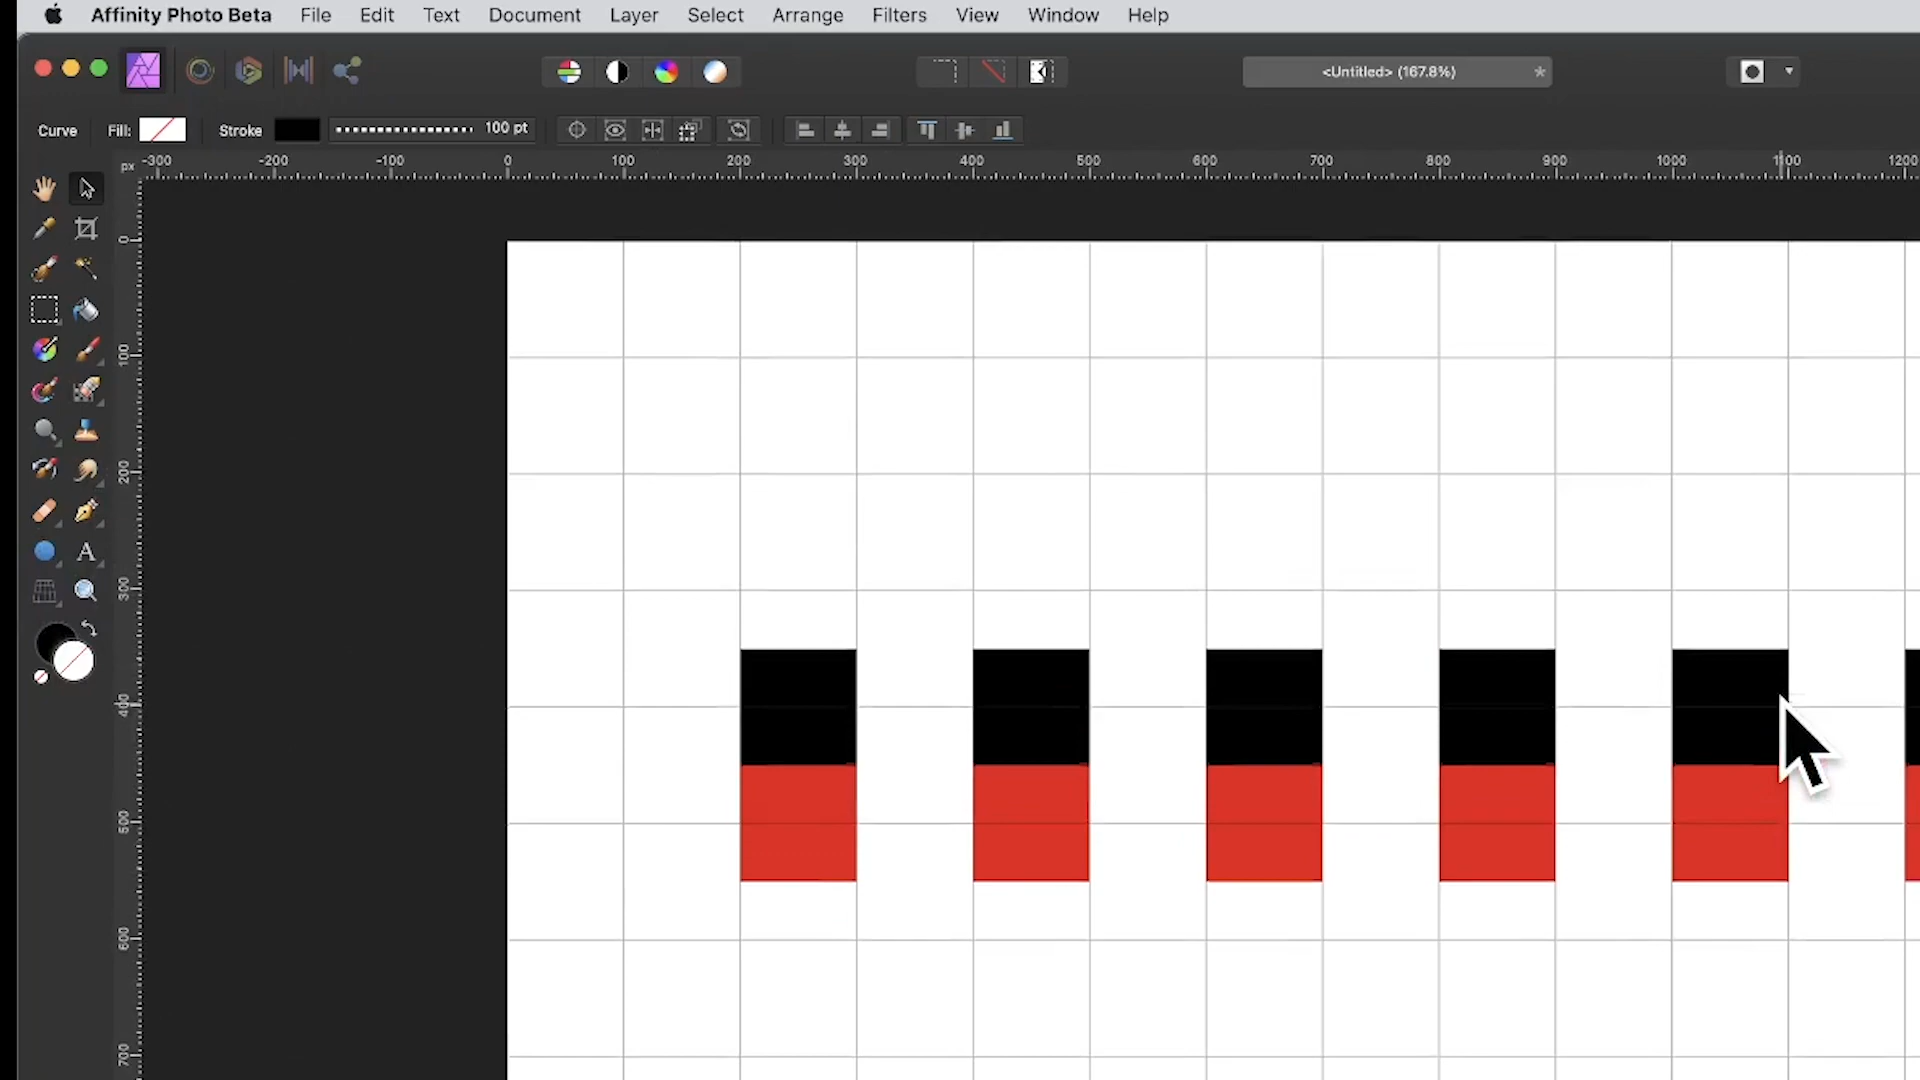 Affinity Photo Beta File Edit Text Document Layer Select Arrange Filters View Window Help
<Untitled> (167.8%) *
Curve Fill: Stroke 100 pt
px -300 -200 -100 0 100 200 300 400 500 600 700 800 900 1000 1100 1200
0
100
200
300
400
500
600
700
A